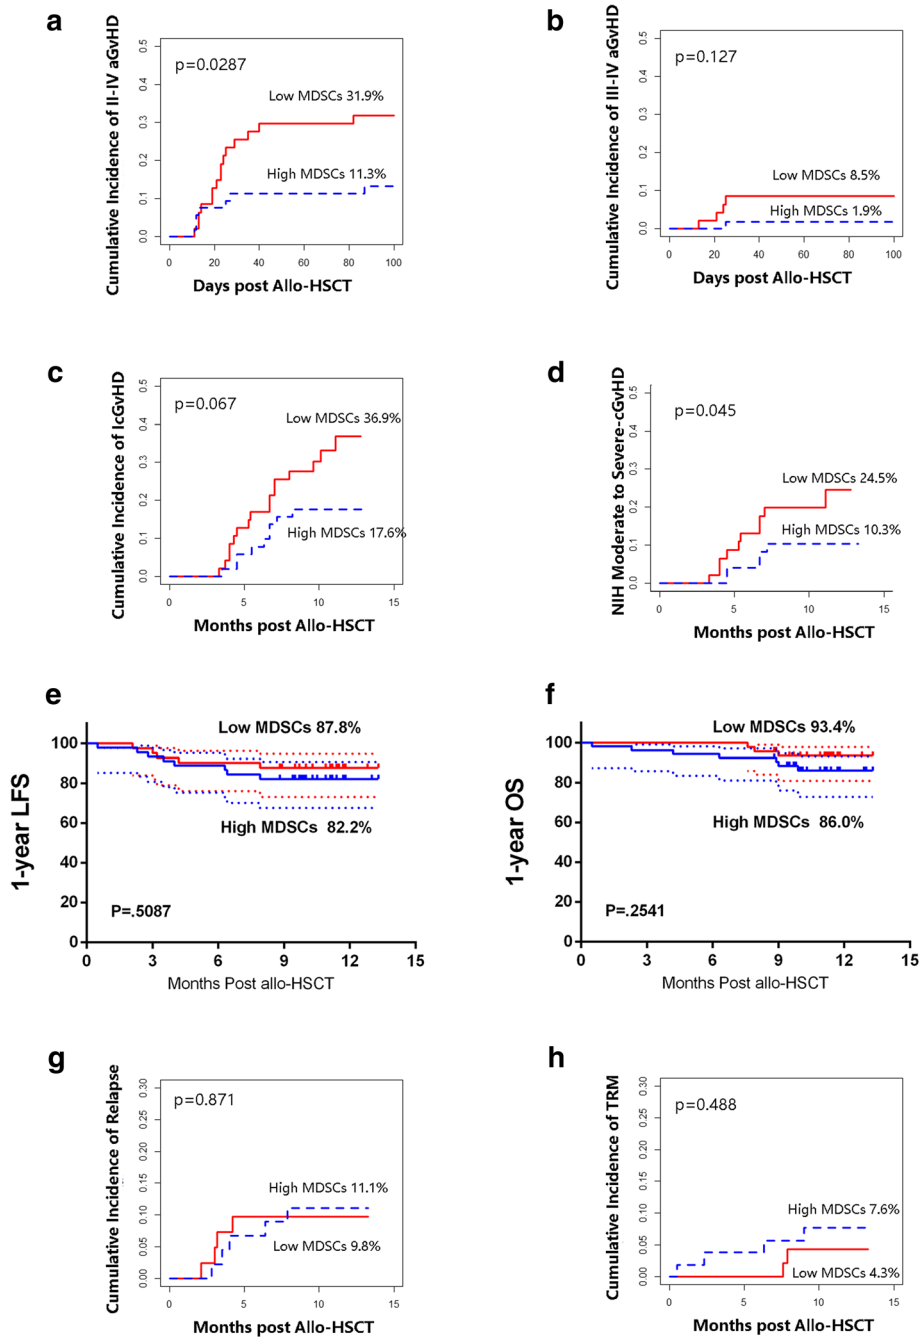 a
Cumulative Incidence of II-IV aGvHD
p=0.0287
Low MDSCs 31.9%
High MDSCs 11.3%
0.0 0.1 0.2 0.3 0.4 0.5
0 20 40 60 80 100
Days post Allo-HSCT
b
Cumulative Incidence of III-IV aGvHD
p=0.127
Low MDSCs 8.5%
High MDSCs 1.9%
0.0 0.1 0.2 0.3 0.4 0.5
0 20 40 60 80 100
Days post Allo-HSCT
c
Cumulative Incidence of IcGvHD
p=0.067
Low MDSCs 36.9%
High MDSCs 17.6%
0.0 0.1 0.2 0.3 0.4 0.5
0 5 10 15
Months post Allo-HSCT
d
NIH Moderate to Severe-cGvHD
p=0.045
Low MDSCs 24.5%
High MDSCs 10.3%
0.0 0.1 0.2 0.3 0.4 0.5
0 5 10 15
Months post Allo-HSCT
e
1-year LFS
Low MDSCs 87.8%
High MDSCs 82.2%
P=.5087
100
80
60
40
20
0
0 3 6 9 12 15
Months Post allo-HSCT
f
1-year OS
Low MDSCs 93.4%
High MDSCs 86.0%
P=.2541
100
80
60
40
20
0
0 3 6 9 12 15
Months Post allo-HSCT
g
Cumulative Incidence of Relapse
p=0.871
High MDSCs 11.1%
Low MDSCs 9.8%
0.00 0.05 0.10 0.15 0.20 0.25 0.30
0 5 10 15
Months post Allo-HSCT
h
Cumulative Incidence of TRM
p=0.488
High MDSCs 7.6%
Low MDSCs 4.3%
0.00 0.05 0.10 0.15 0.20 0.25 0.30
0 5 10 15
Months post Allo-HSCT